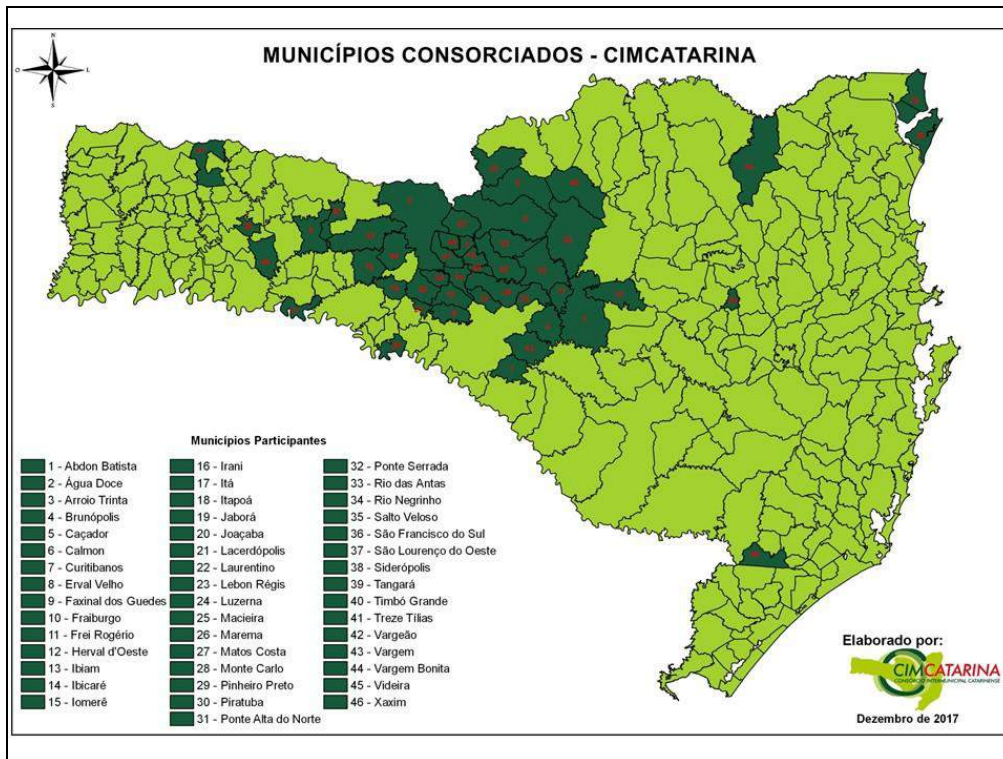 N
O
L
S
MUNICÍPIOS CONSORCIADOS - CIMCATARINA
Municípios Participantes
1 - Abdon Batista
2 - Água Doce
3 - Arroio Trinta
4 - Brunópolis
5 - Caçador
6 - Calmon
7 - Curitibanos
8 - Erval Velho
9 - Faxinal dos Guedes
10 - Fraiburgo
11 - Frei Rogério
12 - Herval d'Oeste
13 - Ibiam
14 - Ibicaré
15 - Iomerê
16 - Irani
17 - Itá
18 - Itapoá
19 - Jaborá
20 - Joaçaba
21 - Lacerdópolis
22 - Laurentino
23 - Lebon Régis
24 - Luzerna
25 - Macieira
26 - Marema
27 - Matos Costa
28 - Monte Carlo
29 - Pinheiro Preto
30 - Piratuba
31 - Ponte Alta do Norte
32 - Ponte Serrada
33 - Rio das Antas
34 - Rio Negrinho
35 - Salto Veloso
36 - São Francisco do Sul
37 - São Lourenço do Oeste
38 - Siderópolis
39 - Tangará
40 - Timbó Grande
41 - Treze Tílias
42 - Vargeão
43 - Vargem
44 - Vargem Bonita
45 - Videira
46 - Xaxim
Elaborado por:
CIMCATARINA
CONSÓRCIO INTERMUNICIPAL CATARINENSE
Dezembro de 2017